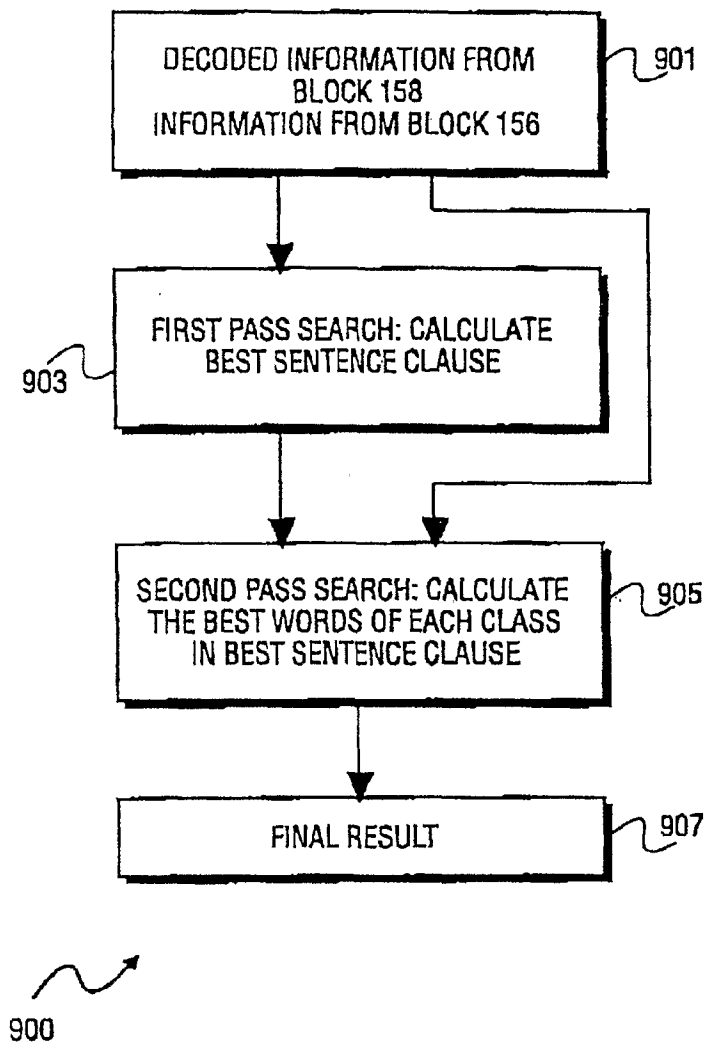 DECODED INFORMATION FROM
BLOCK 158
INFORMATION FROM BLOCK 156
901
FIRST PASS SEARCH: CALCULATE
BEST SENTENCE CLAUSE
903
SECOND PASS SEARCH: CALCULATE
THE BEST WORDS OF EACH CLASS
IN BEST SENTENCE CLAUSE
905
FINAL RESULT
907
900